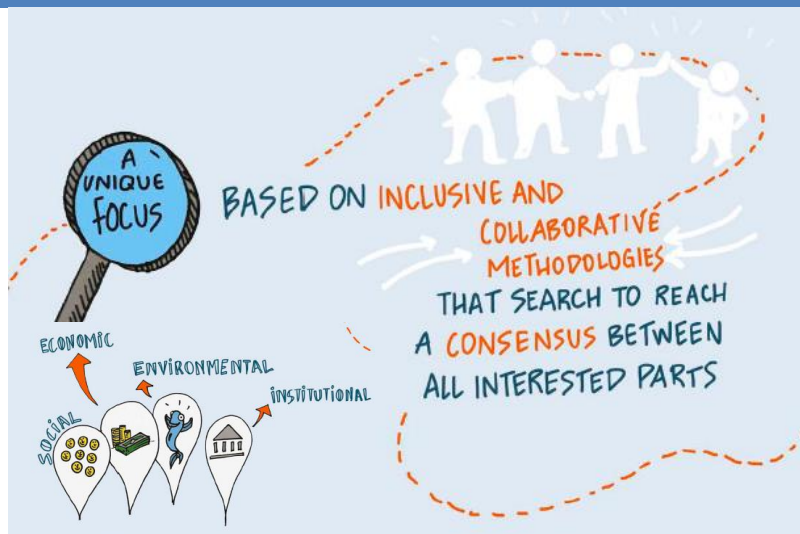 A
UNIQUE
FOCUS
BASED ON INCLUSIVE AND
COLLABORATIVE
METHODOLOGIES
THAT SEARCH TO REACH
A CONSENSUS BETWEEN
ALL INTERESTED PARTS
ECONOMIC
ENVIRONMENTAL
INSTITUTIONAL
SOCIAL